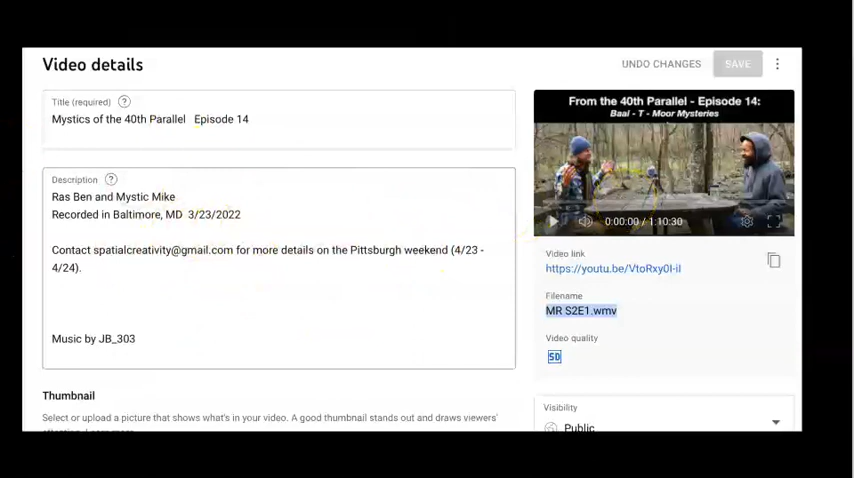 Video details
UNDO CHANGES
SAVE
Title (required)
Mystics of the 40th Parallel Episode 14
Description
Ras Ben and Mystic Mike
Recorded in Baltimore, MD 3/23/2022
Contact spatialcreativity@gmail.com for more details on the Pittsburgh weekend (4/23 -
4/24).
Music by JB_303
Thumbnail
Select or upload a picture that shows what's in your video. A good thumbnail stands out and draws viewers'
From the 40th Parallel - Episode 14:
Baal - T - Moor Mysteries
0:00:00 / 1:10:30
Video link
https://youtu.be/VtoRxy0I-iI
Filename
MR S2E1.wmv
Video quality
SD
Visibility
Public